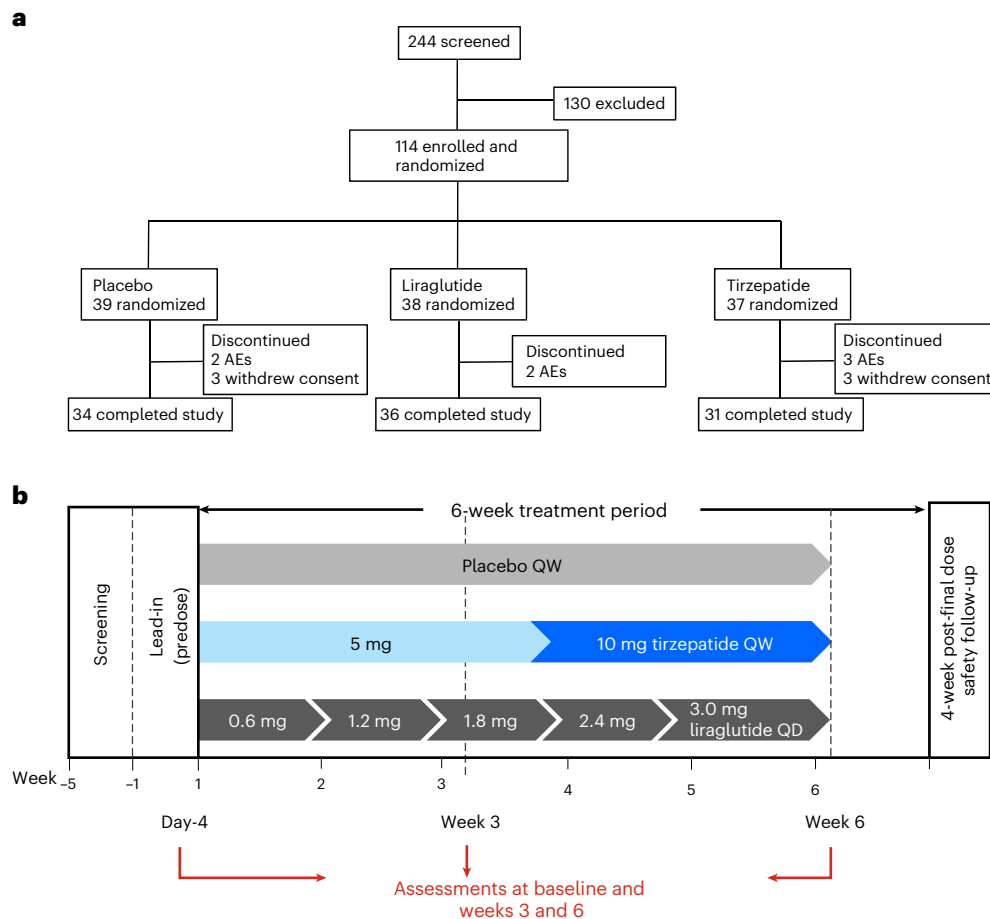 a
244 screened
130 excluded
114 enrolled and
randomized
Placebo
39 randomized
Liraglutide
38 randomized
Tirzepatide
37 randomized
Discontinued
2 AEs
3 withdrew consent
Discontinued
2 AEs
Discontinued
3 AEs
3 withdrew consent
34 completed study
36 completed study
31 completed study
b
6-week treatment period
Screening
Lead-in
(predose)
Placebo QW
5 mg
10 mg tirzepatide QW
0.6 mg
1.2 mg
1.8 mg
2.4 mg
3.0 mg
liraglutide QD
4-week post-final dose
safety follow-up
Week
–5
–1
1
2
3
4
5
6
Day-4
Week 3
Week 6
Assessments at baseline and
weeks 3 and 6